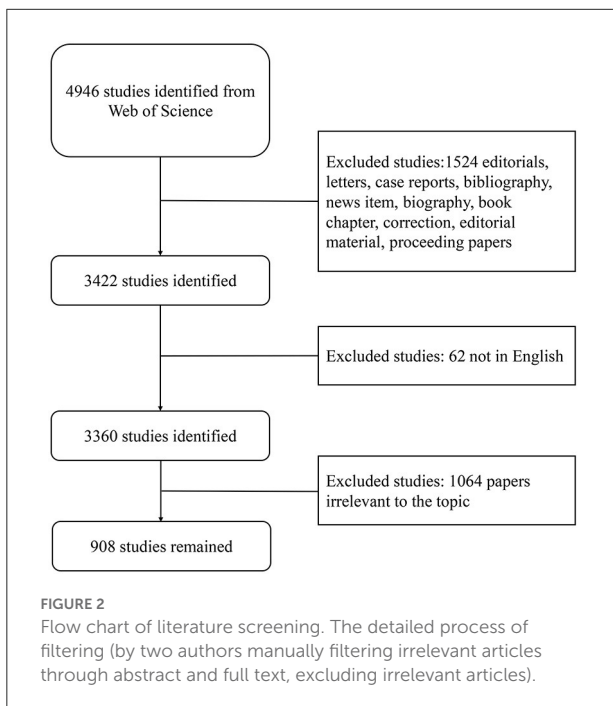 4946 studies identified from
Web of Science
Excluded studies:1524 editorials,
letters, case reports, bibliography,
news item, biography, book
chapter, correction, editorial
material, proceeding papers
3422 studies identified
Excluded studies: 62 not in English
3360 studies identified
Excluded studies: 1064 papers
irrelevant to the topic
908 studies remained
FIGURE 2
Flow chart of literature screening. The detailed process of
filtering (by two authors manually filtering irrelevant articles
through abstract and full text, excluding irrelevant articles).